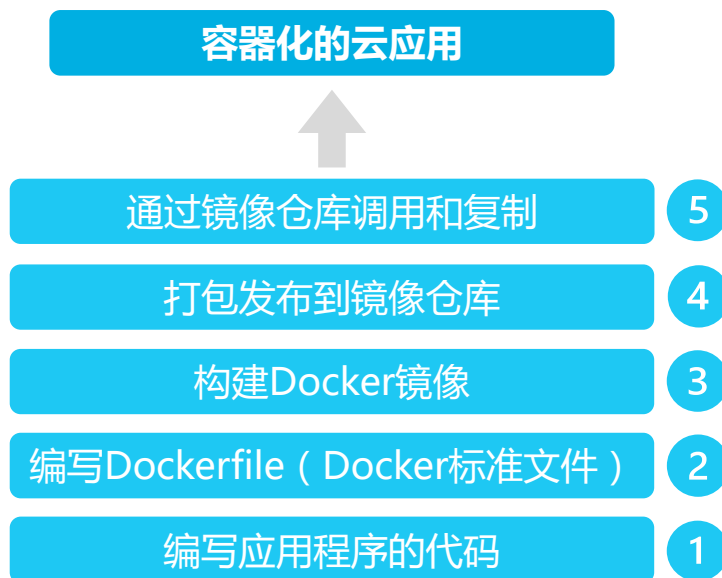 容器化的云应用
通过镜像仓库调用和复制 5
打包发布到镜像仓库 4
构建Docker镜像 3
编写Dockerfile（Docker标准文件） 2
编写应用程序的代码 1